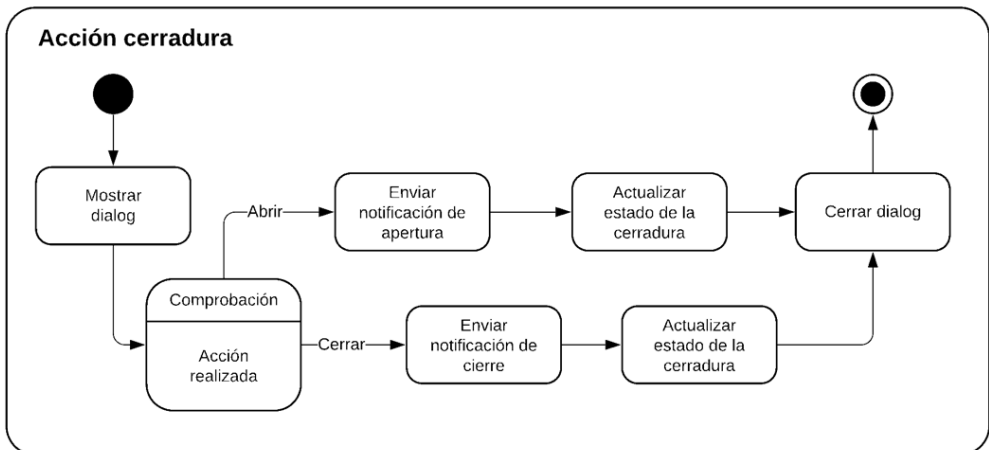 Acción cerradura
Mostrar
dialog
Abrir
Enviar
notificación de
apertura
Actualizar
estado de la
cerradura
Cerrar dialog
Comprobación
Acción
realizada
Cerrar
Enviar
notificación de
cierre
Actualizar
estado de la
cerradura